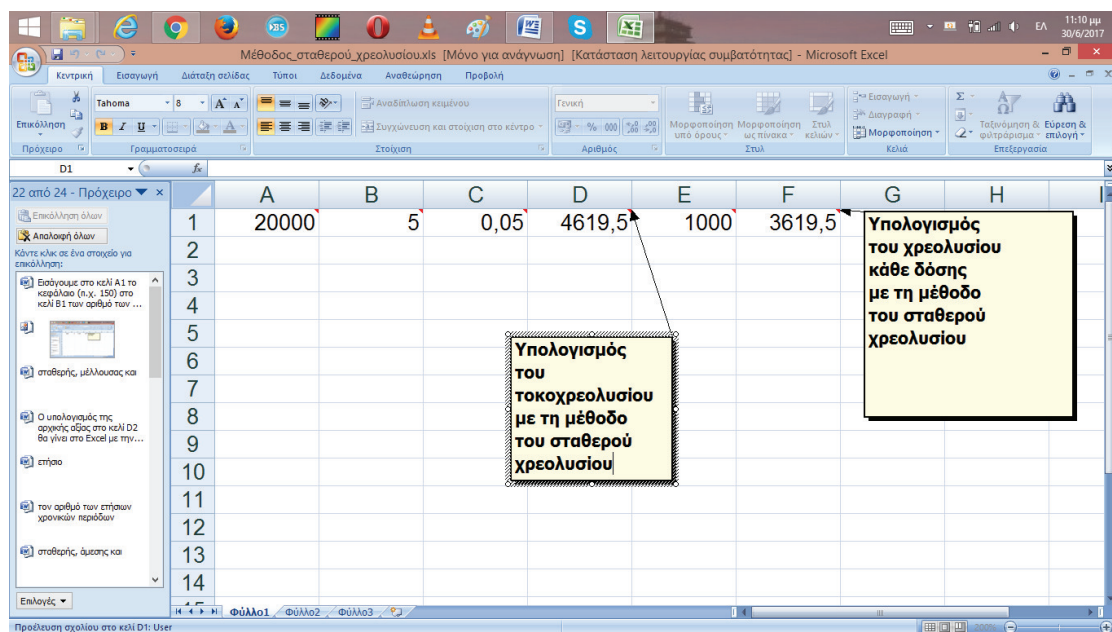 ΕΛ
11:10 μμ
30/6/2017
Μέθοδος_σταθερού_χρεολυσίου.xls [Μόνο για ανάγνωση] [Κατάσταση λειτουργίας συμβατότητας] - Microsoft Excel
Κεντρική Εισαγωγή Διάταξη σελίδας Τύποι Δεδομένα Αναθεώρηση Προβολή
Tahoma 8
Αναδίπλωση κειμένου
Γενική
Επικόλληση
B I U
Συγχώνευση και στοίχιση στο κέντρο
% 000
Μορφοποίηση υπό όρους
Μορφοποίηση ως πίνακα
Στυλ κελιών
Εισαγωγή
Διαγραφή
Μορφοποίηση
Ταξινόμηση & φιλτράρισμα
Εύρεση & επιλογή
Πρόχειρο Γραμματοσειρά Στοίχιση Αριθμός Στυλ Κελιά Επεξεργασία
D1 fx
22 από 24 - Πρόχειρο
Επικόλληση όλων
Απαλοιφή όλων
Κάντε κλικ σε ένα στοιχείο για
επικόλληση:
Εισάγουμε στο κελί A1 το
κεφάλαιο (π.χ. 150) στο
κελί B1 των αριθμό των ...
σταθερής, μέλλουσας και
Ο υπολογισμός της
αρχικής αξίας στο κελί D2
θα γίνει στο Excel με την...
ετήσιο
τον αριθμό των ετήσιων
χρονικών περιόδων
σταθερής, άμεσης και
Επιλογές
A B C D E F G H I
1 20000 5 0,05 4619,5 1000 3619,5
2
3
4
5
6
7
8
9
10
11
12
13
14
15
Υπολογισμός
του
τοκοχρεολυσίου
με τη μέθοδο
του σταθερού
χρεολυσίου
Υπολογισμός
του χρεολυσίου
κάθε δόσης
με τη μέθοδο
του σταθερού
χρεολυσίου
Φύλλο1 Φύλλο2 Φύλλο3
Προέλευση σχολίου στο κελί D1: User
200%